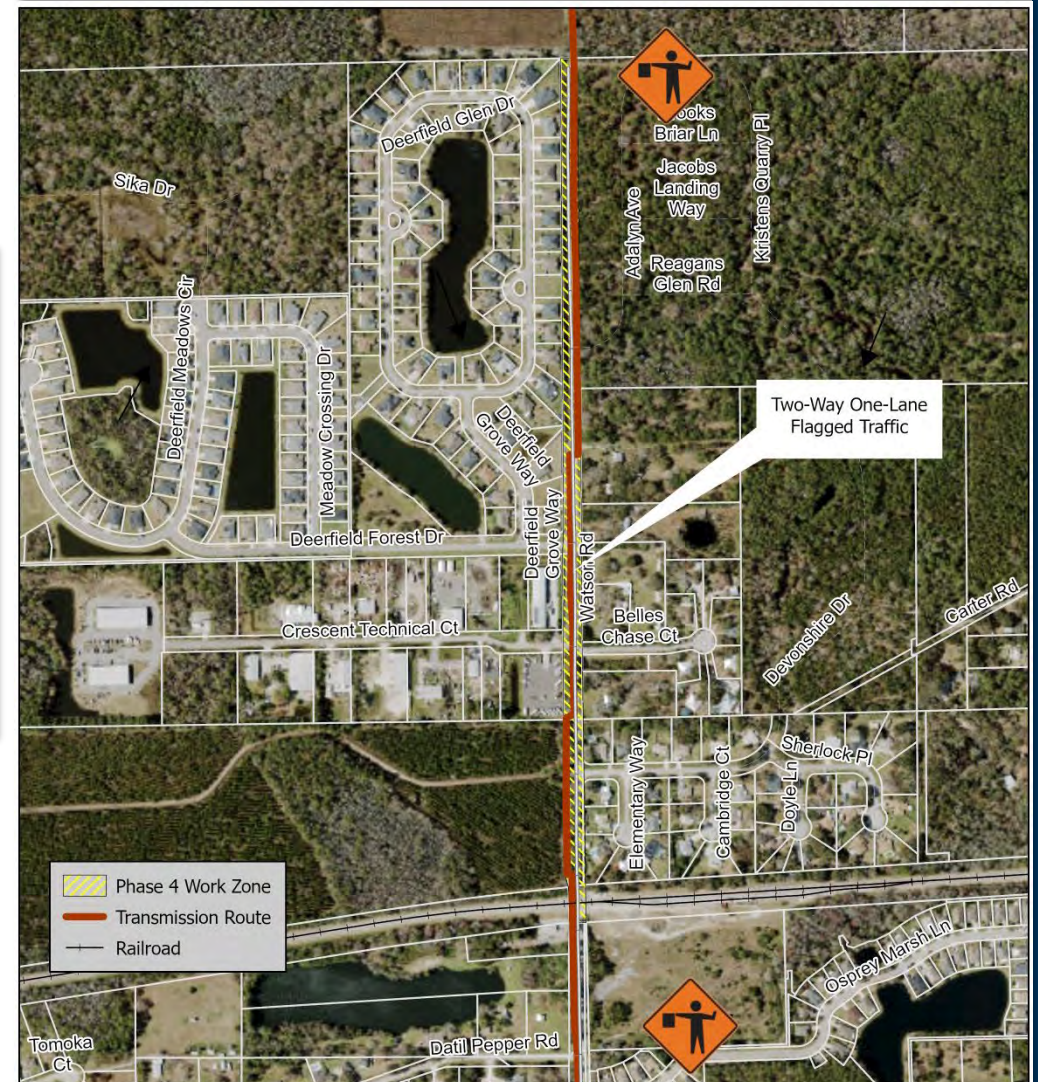 Deerfield Glen Dr
Sika Dr
Briar Ln
Jacobs
Landing
Way
Adalyn Ave
Kristens Quarry Pl
Reagans
Glen Rd
Deerfield Meadows Cir
Meadow Crossing Dr
Deerfield
Grove Way
Two-Way One-Lane
Flagged Traffic
Deerfield Forest Dr
Deerfield
Grove Way
Watson Rd
Crescent Technical Ct
Belles
Chase Ct
Devonshire Dr
Carter Rd
Sherlock Pl
Elementary Way
Cambridge Ct
Doyle Ln
Phase 4 Work Zone
Transmission Route
Railroad
Osprey Marsh Ln
Tomoka
Ct
Datil Pepper Rd